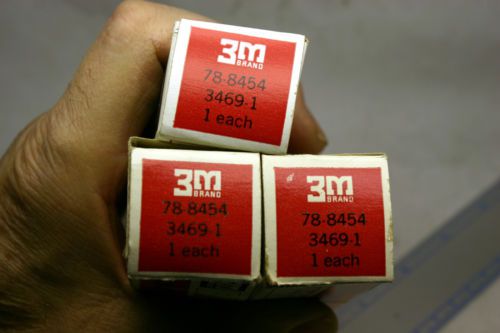 3M
BRAND
78-8454
3469-1
1 each
3M
BRAND
78-8454
3469-1
1 each
3M
BRAND
78-8454
3469-1
1 each